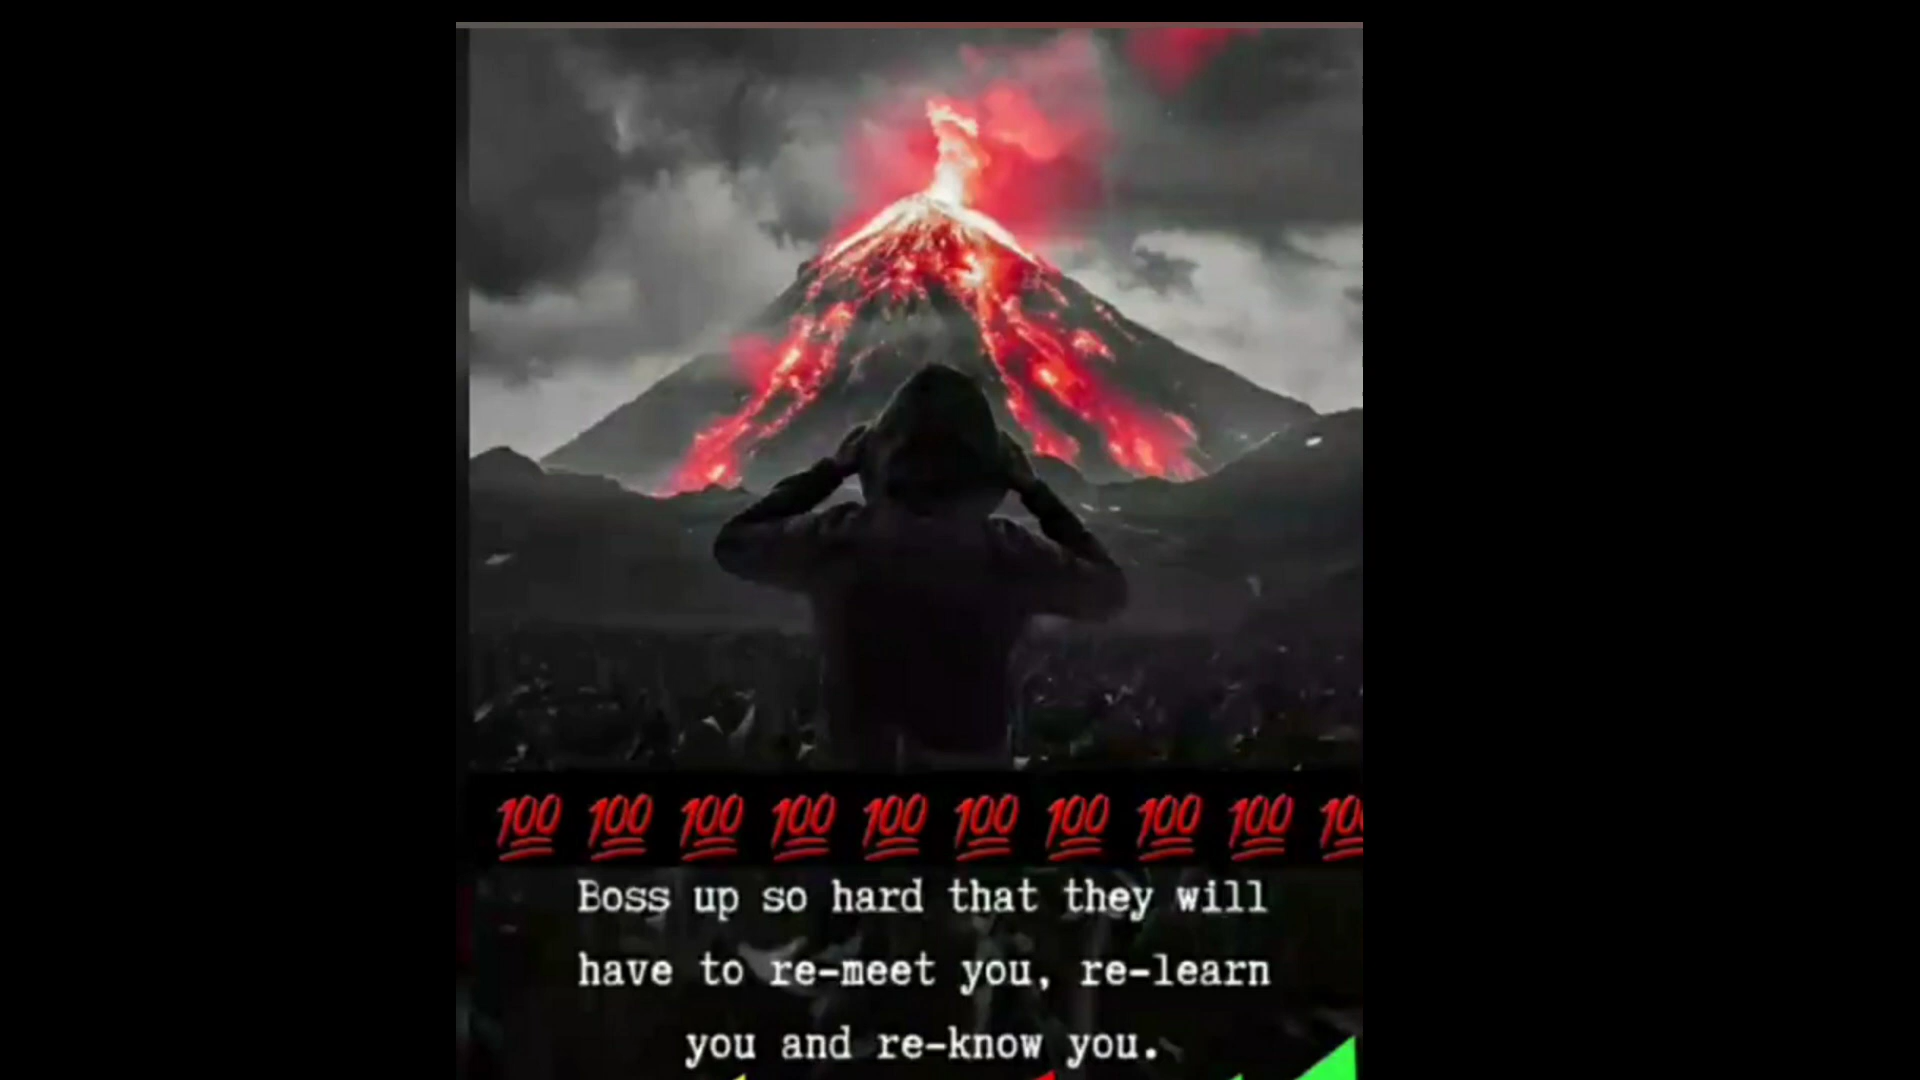 💯 💯 💯 💯 💯 💯 💯 💯 💯 💯
Boss up so hard that they will
have to re-meet you, re-learn
you and re-know you.